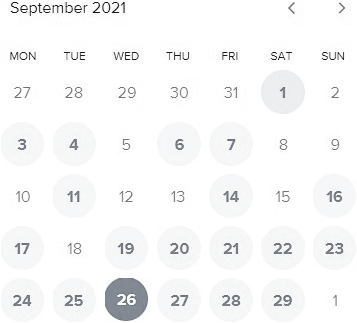 September 2021
MON TUE WED THU FRI SAT SUN
27 28 29 30 31 1 2
3 4 5 6 7 8 9
10 11 12 13 14 15 16
17 18 19 20 21 22 23
24 25 26 27 28 29 1